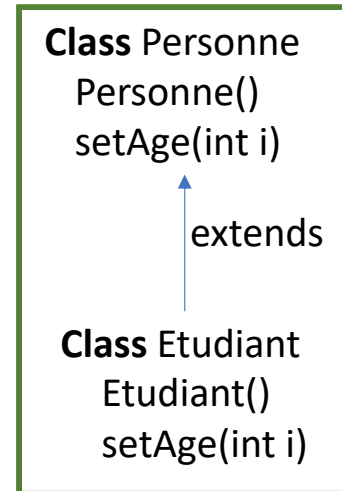 Class Personne
Personne()
setAge(int i)
extends
Class Etudiant
Etudiant()
setAge(int i)